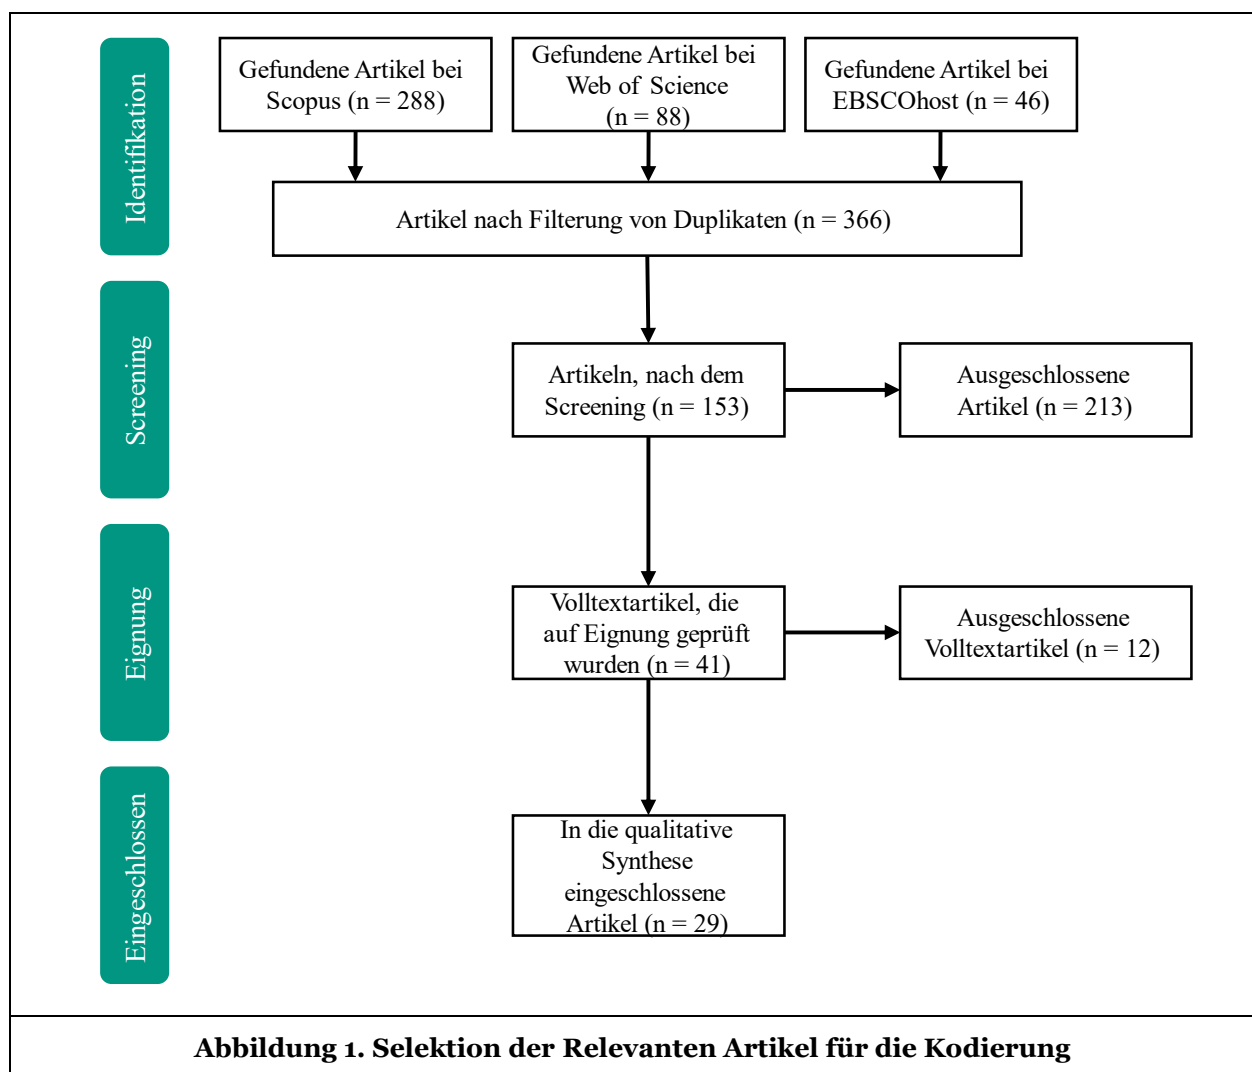 Identifikation
Gefundene Artikel bei
Scopus (n = 288)
Gefundene Artikel bei
Web of Science
(n = 88)
Gefundene Artikel bei
EBSCOhost (n = 46)
Artikel nach Filterung von Duplikaten (n = 366)
Screening
Artikeln, nach dem
Screening (n = 153)
Ausgeschlossene
Artikel (n = 213)
Eignung
Volltextartikel, die
auf Eignung geprüft
wurden (n = 41)
Ausgeschlossene
Volltextartikel (n = 12)
Eingeschlossen
In die qualitative
Synthese
eingeschlossene
Artikel (n = 29)
Abbildung 1. Selektion der Relevanten Artikel für die Kodierung